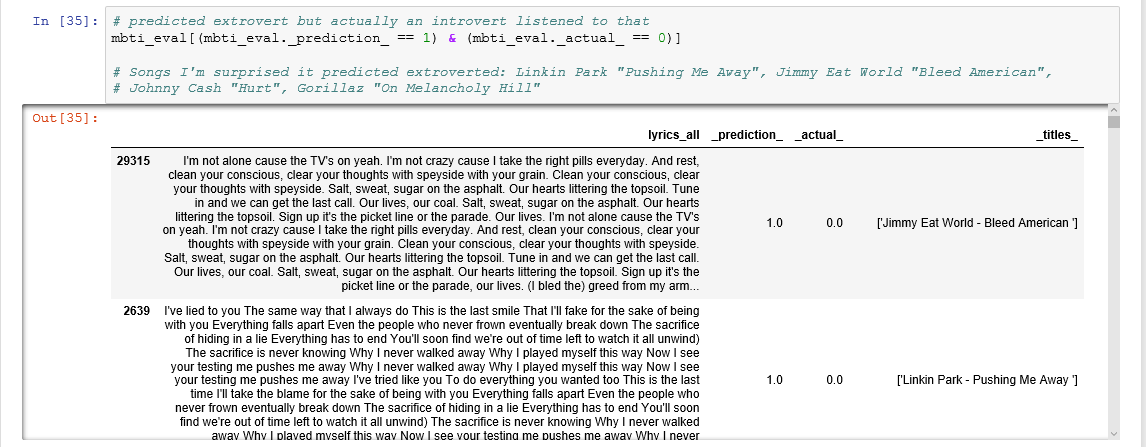 In [35]:
# predicted extrovert but actually an introvert listened to that
mbti_eval[(mbti_eval._prediction_ == 1) & (mbti_eval._actual_ == 0)]
# Songs I'm surprised it predicted extroverted: Linkin Park "Pushing Me Away", Jimmy Eat World "Bleed American",
# Johnny Cash "Hurt", Gorillaz "On Melancholy Hill"
Out[35]:
lyrics_all _prediction_ _actual_ _titles_
29315 I'm not alone cause the TV's on yeah. I'm not crazy cause I take the right pills everyday. And rest,
clean your conscious, clear your thoughts with speyside with your grain. Clean your conscious, clear
your thoughts with speyside. Salt, sweat, sugar on the asphalt. Our hearts littering the topsoil. Tune
in and we can get the last call. Our lives, our coal. Salt, sweat, sugar on the asphalt. Our hearts
littering the topsoil. Sign up it's the picket line or the parade. Our lives. I'm not alone cause the TV's
on yeah. I'm not crazy cause I take the right pills everyday. And rest, clean your conscious, clear your
thoughts with speyside with your grain. Clean your conscious, clear your thoughts with speyside.
Salt, sweat, sugar on the asphalt. Our hearts littering the topsoil. Tune in and we can get the last call.
Our lives, our coal. Salt, sweat, sugar on the asphalt. Our hearts littering the topsoil. Sign up it's the
picket line or the parade, our lives. (I bled the) greed from my arm...
1.0 0.0 ['Jimmy Eat World - Bleed American ']
2639 I've lied to you The same way that I always do This is the last smile That I'll fake for the sake of being
with you Everything falls apart Even the people who never frown eventually break down The sacrifice
of hiding in a lie Everything has to end You'll soon find we're out of time left to watch it all unwind)
The sacrifice is never knowing Why I never walked away Why I played myself this way Now I see
your testing me pushes me away Why I never walked away Why I played myself this way Now I see
your testing me pushes me away I've tried like you To do everything you wanted too This is the last
time I'll take the blame for the sake of being with you Everything falls apart Even the people who
never frown eventually break down The sacrifice of hiding in a lie Everything has to end You'll soon
find we're out of time left to watch it all unwind) The sacrifice is never knowing Why I never walked
away Why I played myself this way Now I see your testing me pushes me away Why I never
1.0 0.0 ['Linkin Park - Pushing Me Away ']